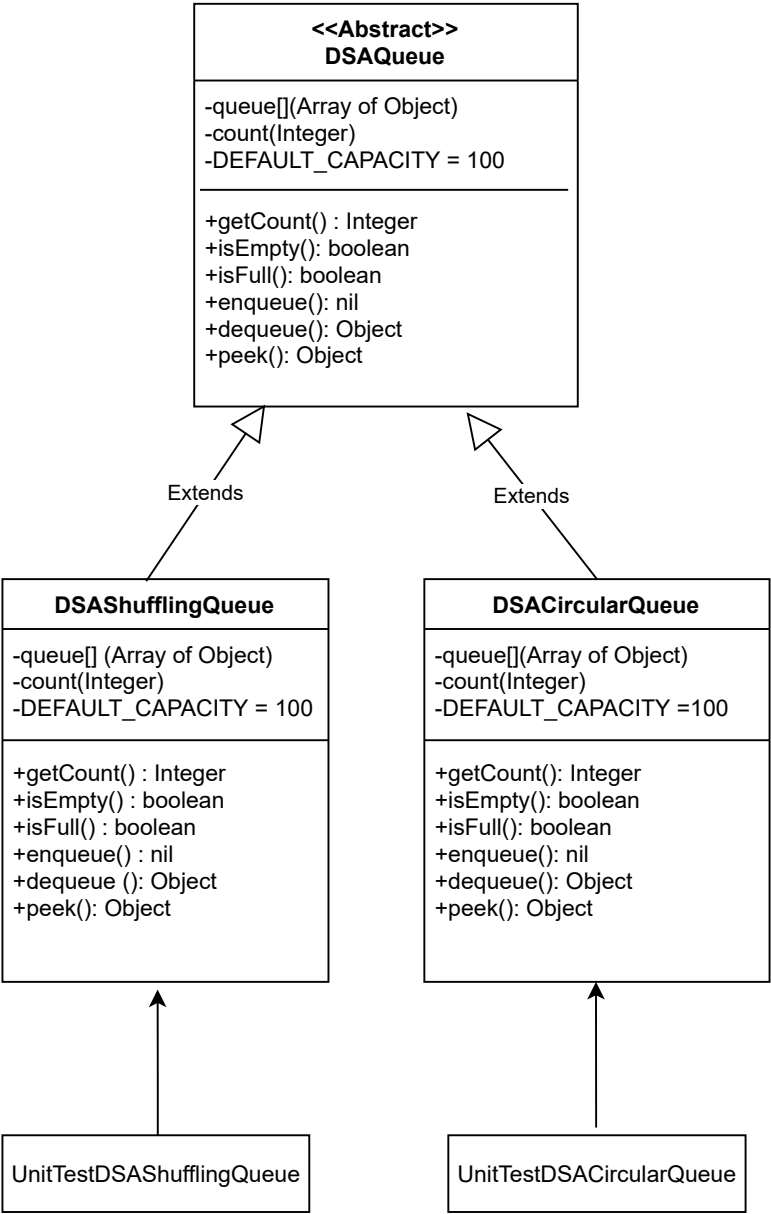 <<Abstract>>
DSAQueue
-queue[](Array of Object)
-count(Integer)
-DEFAULT_CAPACITY = 100
+getCount() : Integer
+isEmpty(): boolean
+isFull(): boolean
+enqueue(): nil
+dequeue(): Object
+peek(): Object
Extends
Extends
DSAShufflingQueue
-queue[] (Array of Object)
-count(Integer)
-DEFAULT_CAPACITY = 100
+getCount() : Integer
+isEmpty() : boolean
+isFull() : boolean
+enqueue() : nil
+dequeue (): Object
+peek(): Object
DSACircularQueue
-queue[](Array of Object)
-count(Integer)
-DEFAULT_CAPACITY =100
+getCount(): Integer
+isEmpty(): boolean
+isFull(): boolean
+enqueue(): nil
+dequeue(): Object
+peek(): Object
UnitTestDSAShufflingQueue
UnitTestDSACircularQueue